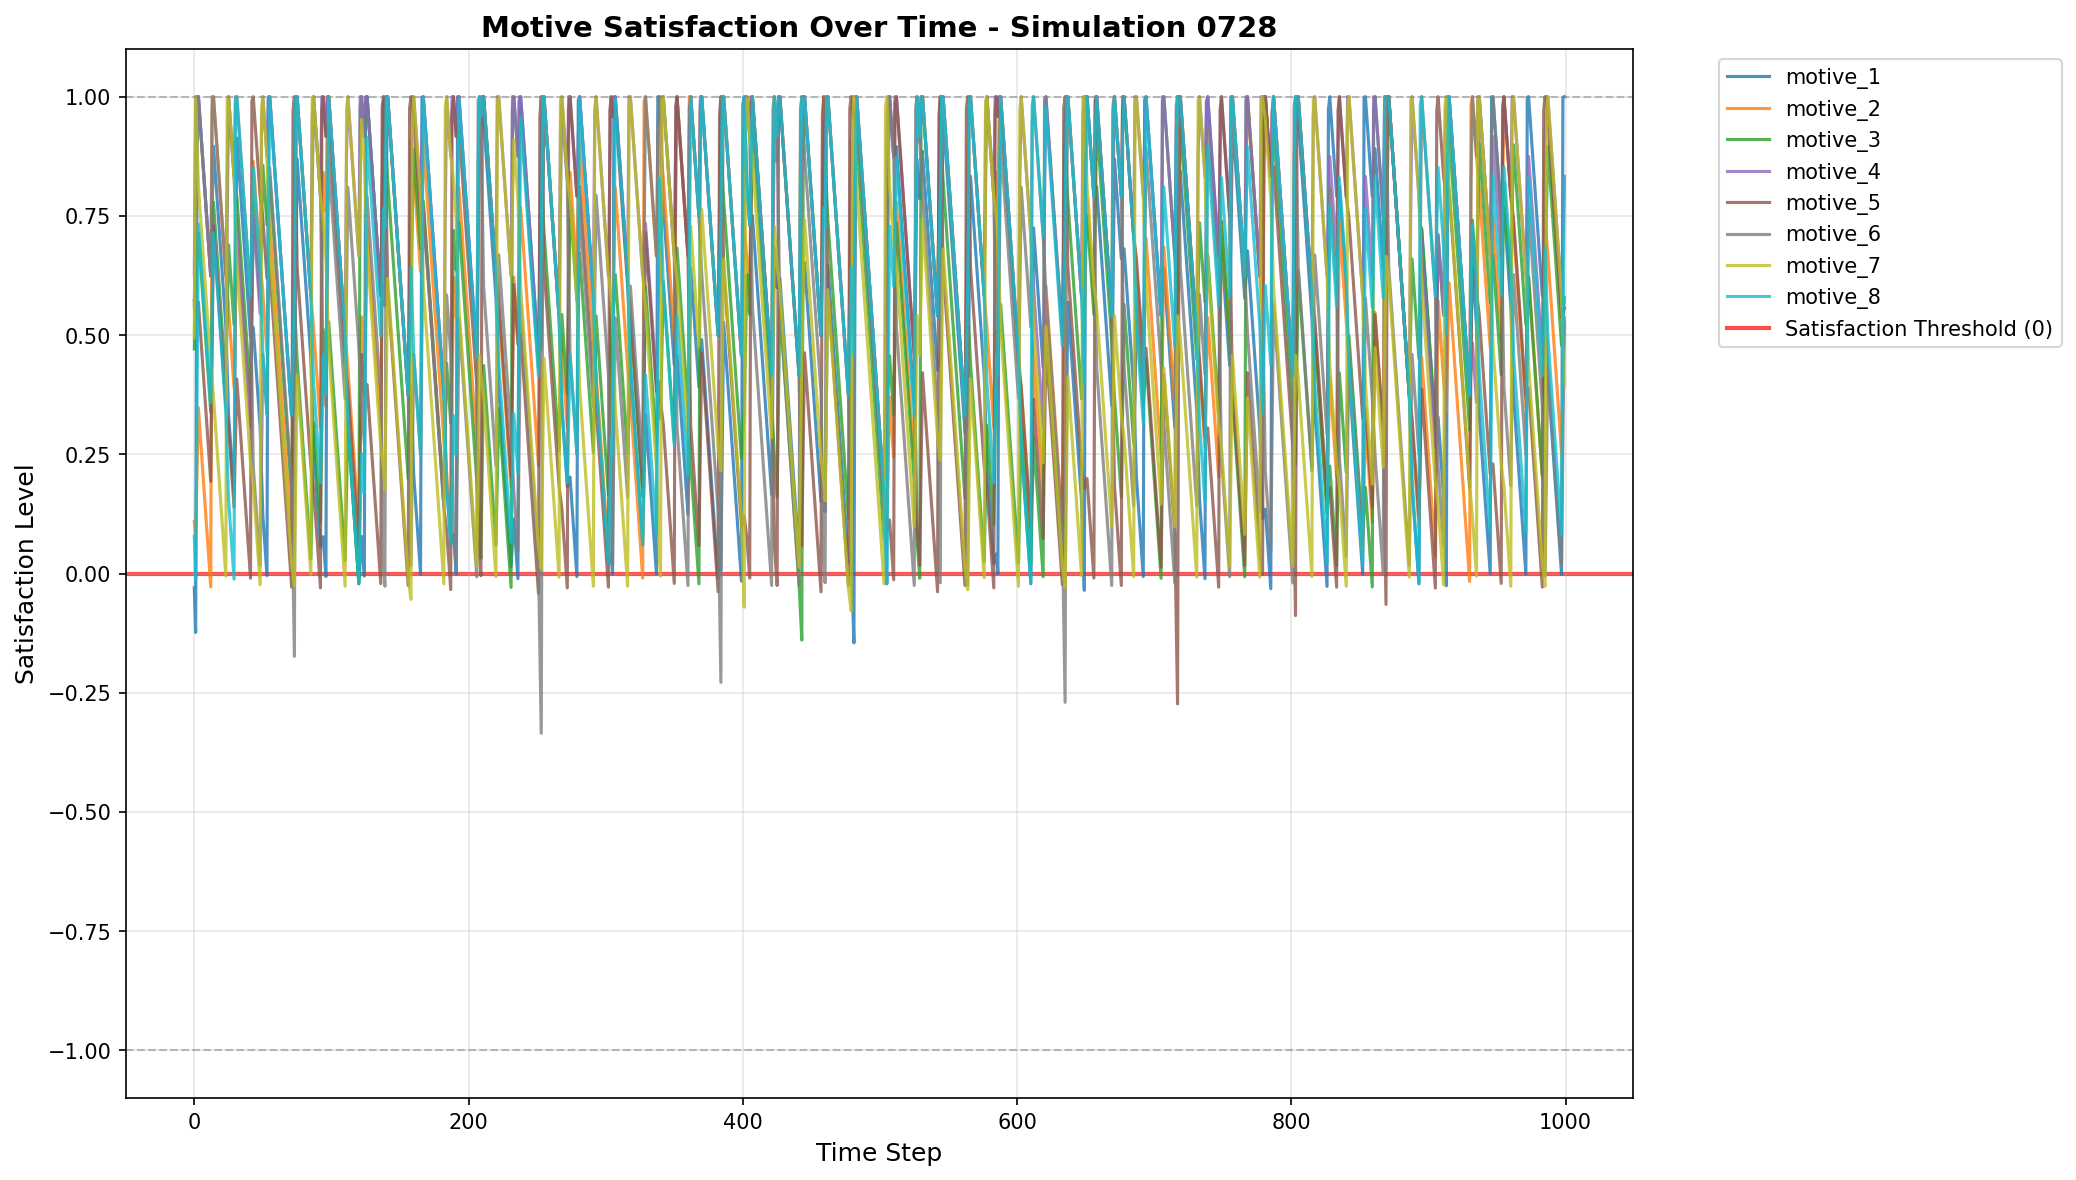 Motive Satisfaction Over Time - Simulation 0728
Satisfaction Level
1.00
0.75
0.50
0.25
0.00
−0.25
−0.50
−0.75
−1.00
0
200
400
600
800
1000
Time Step
motive_1
motive_2
motive_3
motive_4
motive_5
motive_6
motive_7
motive_8
Satisfaction Threshold (0)